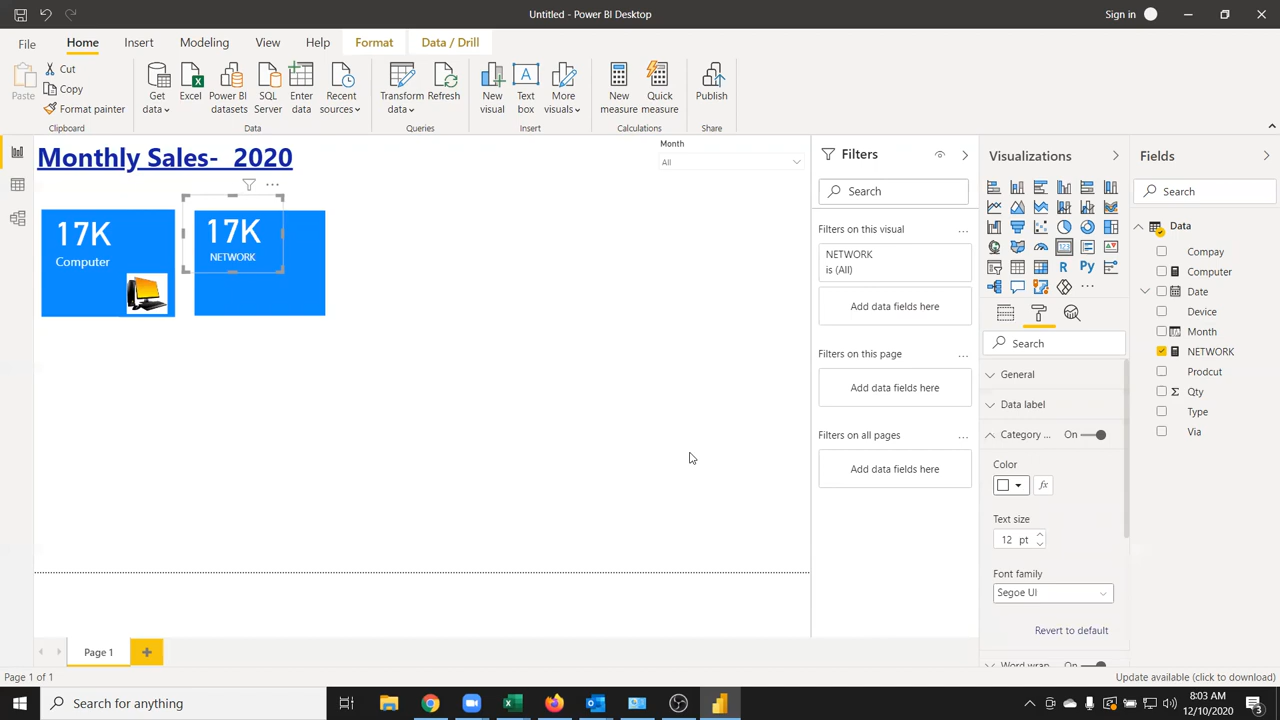 Untitled - Power BI Desktop
Sign in
File
Home
Insert
Modeling
View
Help
Format
Data / Drill
Paste
Cut
Copy
Format painter
Clipboard
Get data
Excel
Power BI datasets
SQL Server
Enter data
Recent sources
Data
Transform data
Refresh
Queries
New visual
Text box
More visuals
Insert
New measure
Quick measure
Calculations
Publish
Share
Monthly Sales-  2020
Month
All
17K
Computer
17K
NETWORK
Filters
Search
Filters on this visual
NETWORK
is (All)
Add data fields here
Filters on this page
Add data fields here
Filters on all pages
Add data fields here
Visualizations
R
Py
Search
General
Data label
Category ...
On
Color
fx
Text size
12 pt
Font family
Segoe UI
Revert to default
Word wrap
On
Fields
Search
Data
Compay
Computer
Date
Device
Month
NETWORK
Prodcut
Qty
Type
Via
Page 1
Page 1 of 1
Update available (click to download)
Search for anything
8:03 AM
12/10/2020
3